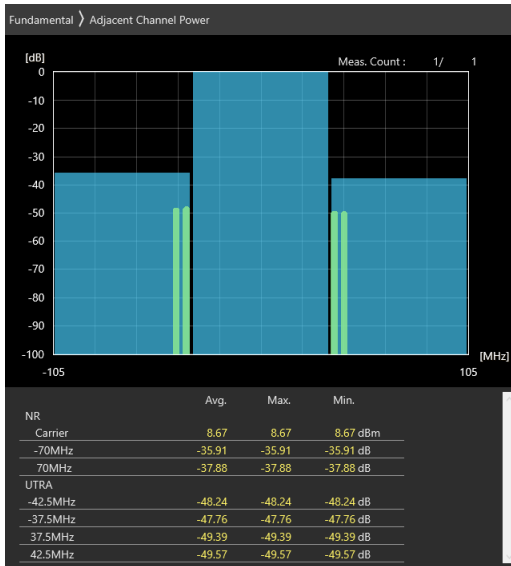 Fundamental 〉 Adjacent Channel Power
[dB]
Meas. Count : 1/ 1
0
-10
-20
-30
-40
-50
-60
-70
-80
-90
-100
[MHz]
-105 105
Avg. Max. Min.
NR
Carrier 8.67 8.67 8.67 dBm
-70MHz -35.91 -35.91 -35.91 dB
70MHz -37.88 -37.88 -37.88 dB
UTRA
-42.5MHz -48.24 -48.24 -48.24 dB
-37.5MHz -47.76 -47.76 -47.76 dB
37.5MHz -49.39 -49.39 -49.39 dB
42.5MHz -49.57 -49.57 -49.57 dB